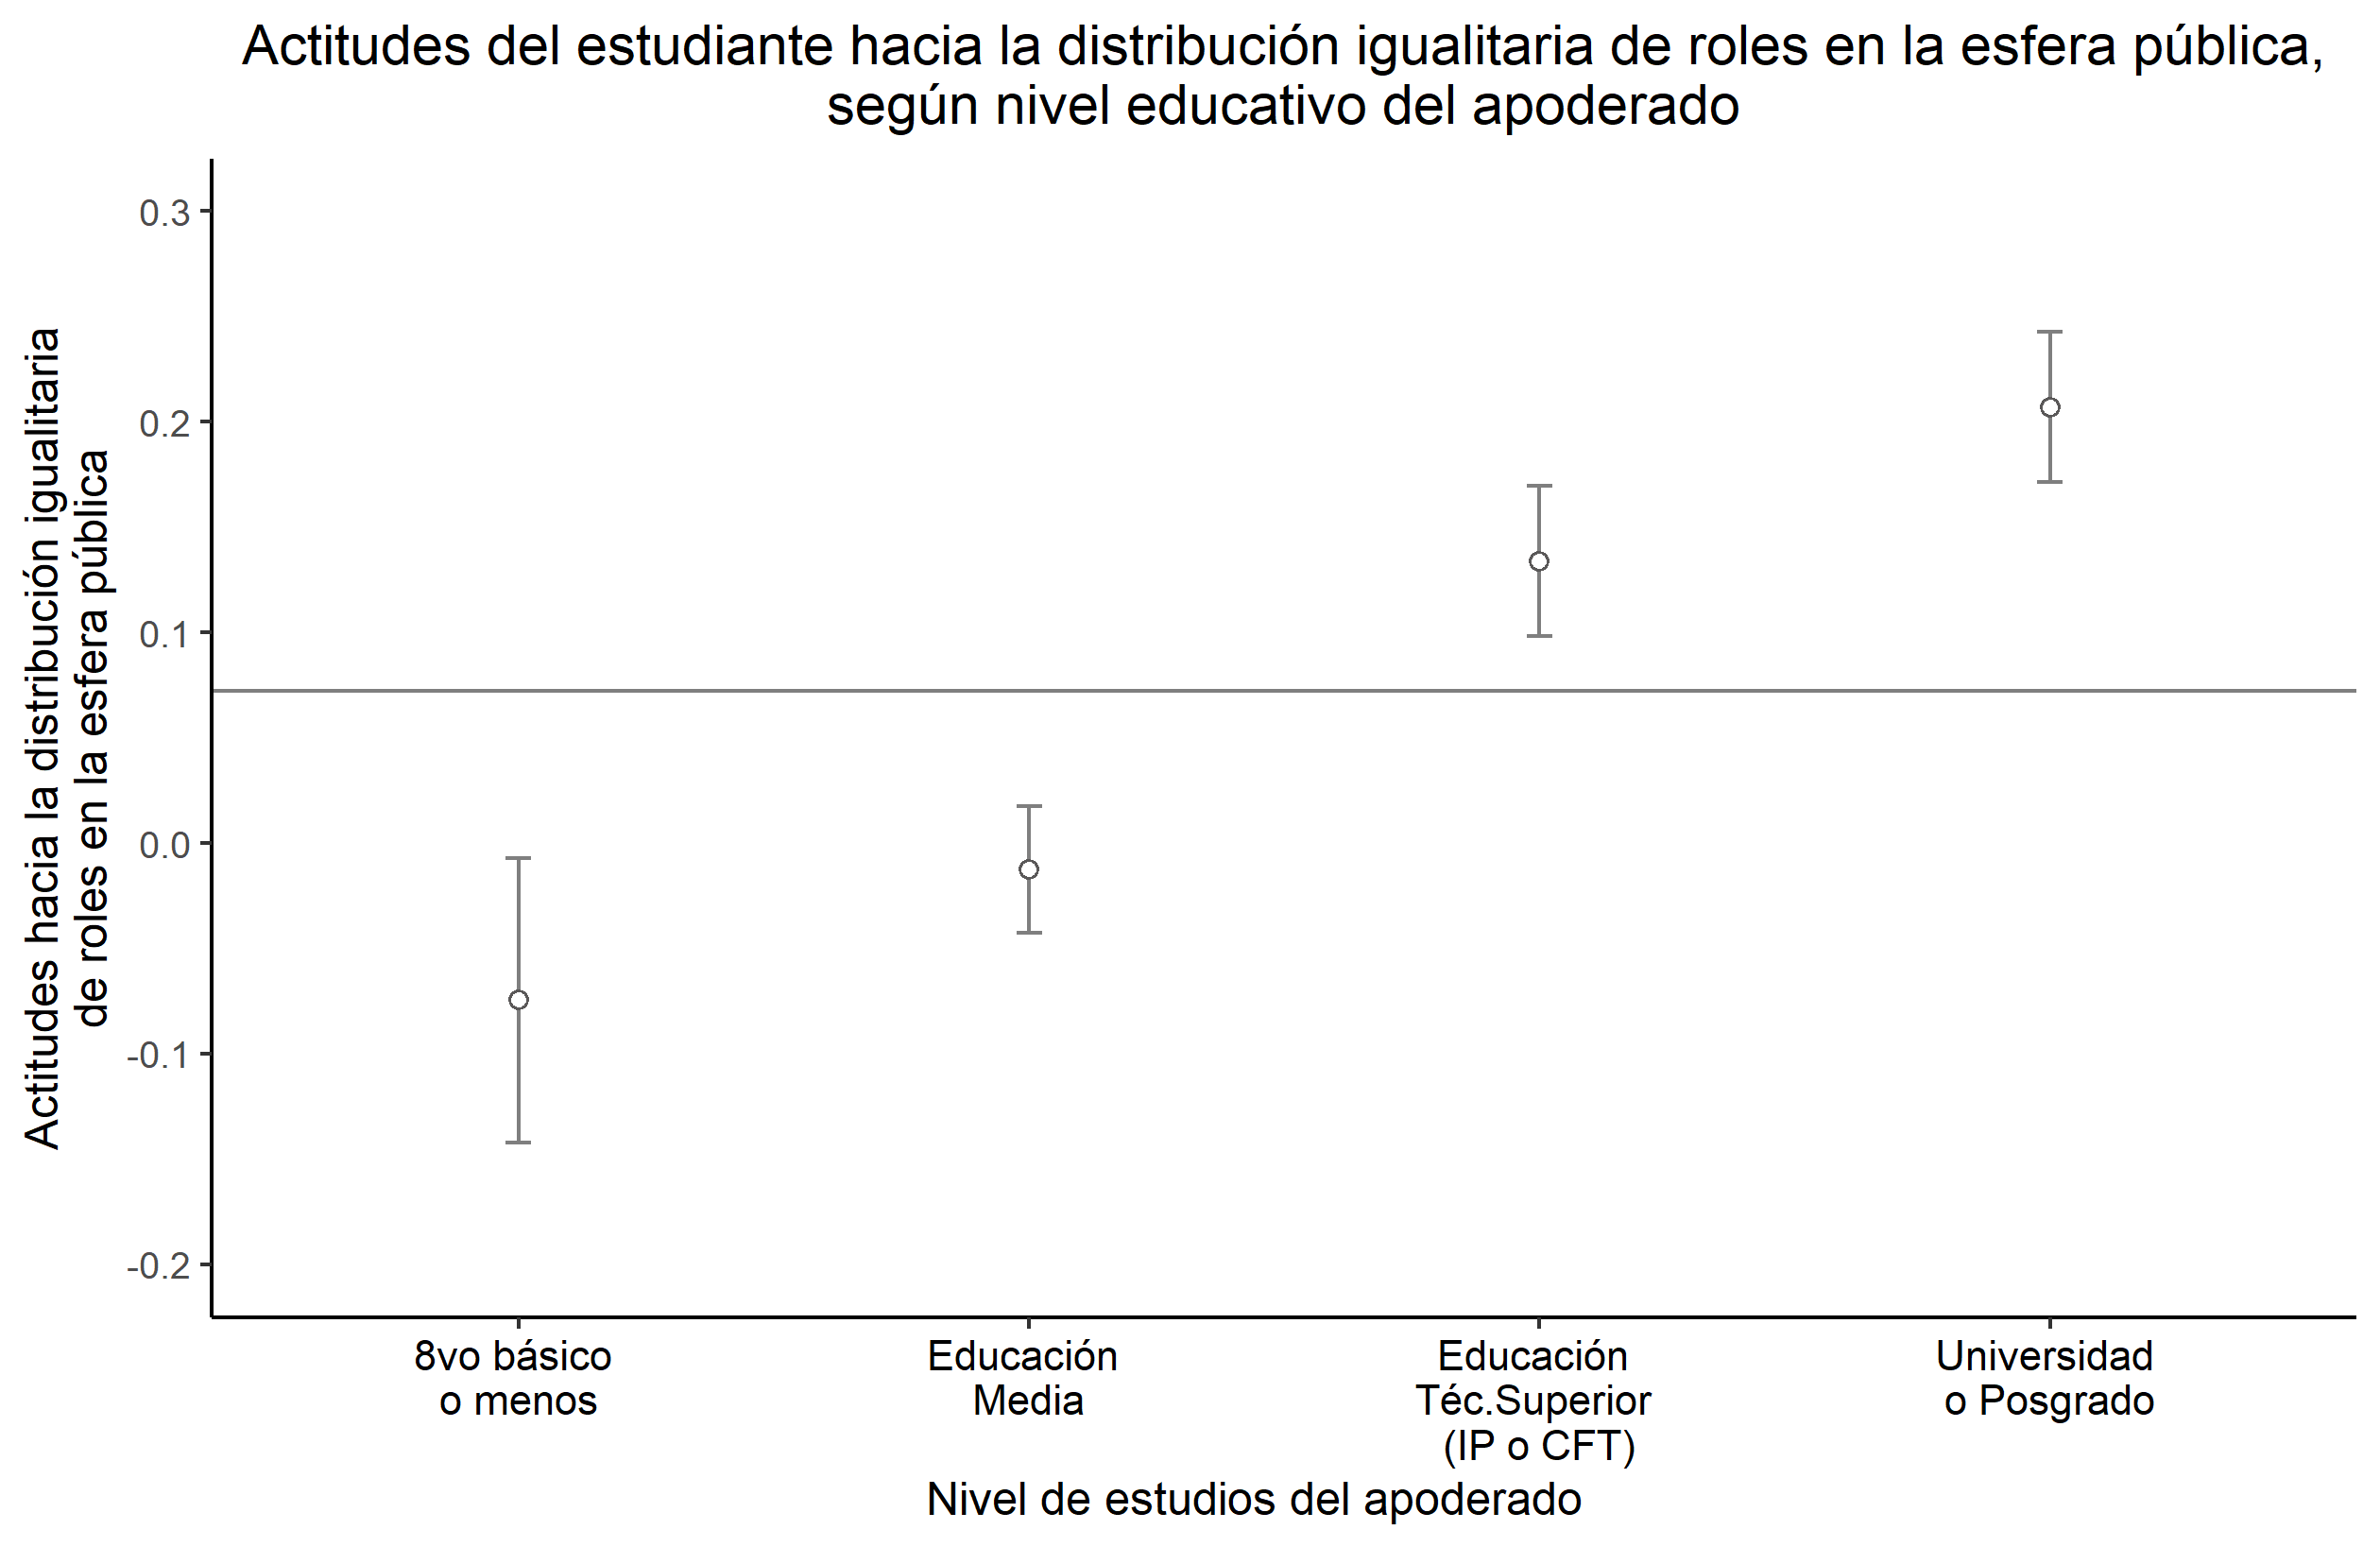 Actitudes del estudiante hacia la distribución igualitaria de roles en la esfera pública,
según nivel educativo del apoderado
Actitudes hacia la distribución igualitaria
de roles en la esfera pública
0.3
0.2
0.1
0.0
-0.1
-0.2
8vo básico
o menos
Educación
Media
Educación
Téc.Superior
(IP o CFT)
Universidad
o Posgrado
Nivel de estudios del apoderado